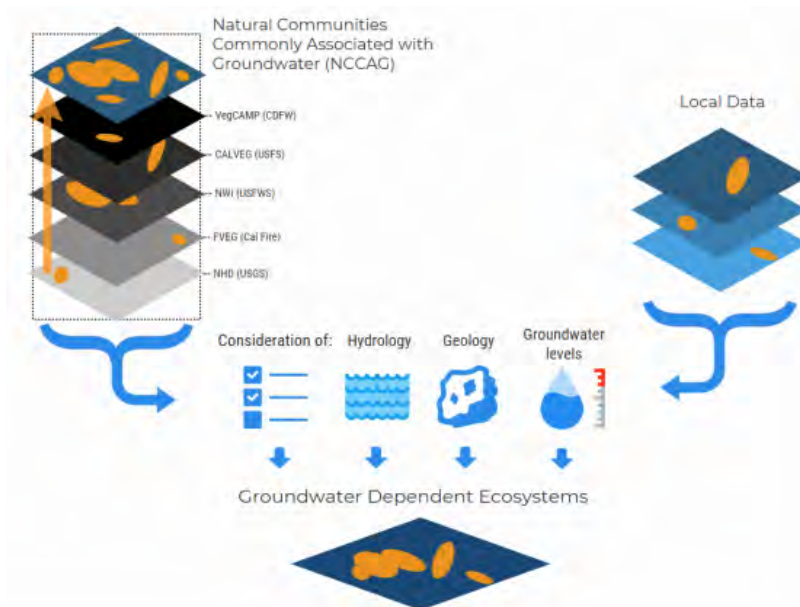 Natural Communities
Commonly Associated with
Groundwater (NCCAG)
VegCAMP (CDFW)
CALVEG (USFS)
NWI (USFWS)
FVEG (Cal Fire)
NHD (USGS)
Local Data
Consideration of:
Hydrology
Geology
Groundwater
levels
Groundwater Dependent Ecosystems